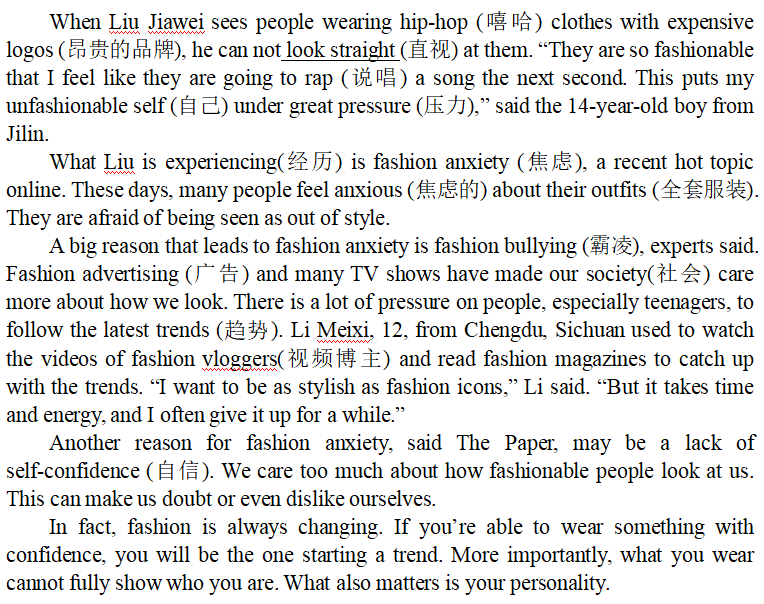 When Liu Jiawei sees people wearing hip-hop (嘻哈) clothes with expensive
logos (昂贵的品牌), he can not look straight (直视) at them. “They are so fashionable
that I feel like they are going to rap (说唱) a song the next second. This puts my
unfashionable self (自己) under great pressure (压力),” said the 14-year-old boy from
Jilin.
What Liu is experiencing(经历) is fashion anxiety (焦虑), a recent hot topic
online. These days, many people feel anxious (焦虑的) about their outfits (全套服装).
They are afraid of being seen as out of style.
A big reason that leads to fashion anxiety is fashion bullying (霸凌), experts said.
Fashion advertising (广告) and many TV shows have made our society(社会) care
more about how we look. There is a lot of pressure on people, especially teenagers, to
follow the latest trends (趋势). Li Meixi, 12, from Chengdu, Sichuan used to watch
the videos of fashion vloggers(视频博主) and read fashion magazines to catch up
with the trends. “I want to be as stylish as fashion icons,” Li said. “But it takes time
and energy, and I often give it up for a while.”
Another reason for fashion anxiety, said The Paper, may be a lack of
self-confidence (自信). We care too much about how fashionable people look at us.
This can make us doubt or even dislike ourselves.
In fact, fashion is always changing. If you’re able to wear something with
confidence, you will be the one starting a trend. More importantly, what you wear
cannot fully show who you are. What also matters is your personality.